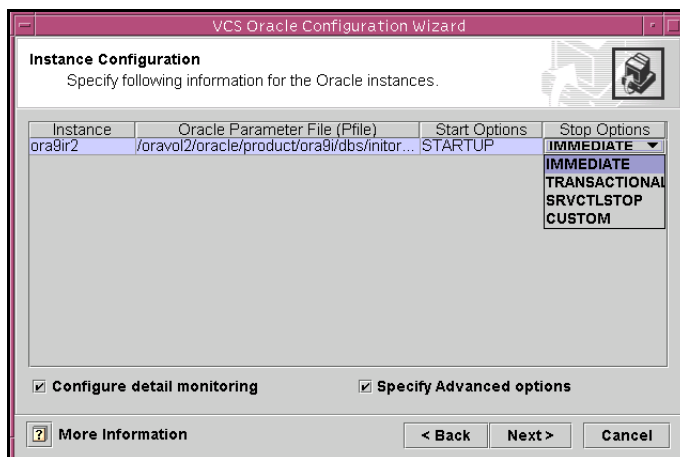 VCS Oracle Configuration Wizard
Instance Configuration
Specify following information for the Oracle instances.
Instance Oracle Parameter File (Pfile) Start Options Stop Options
ora9ir2 /oravol2/oracle/product/ora9i/dbs/initor... STARTUP IMMEDIATE
IMMEDIATE
TRANSACTIONAL
SRVCTLSTOP
CUSTOM
Configure detail monitoring Specify Advanced options
? More Information < Back Next > Cancel